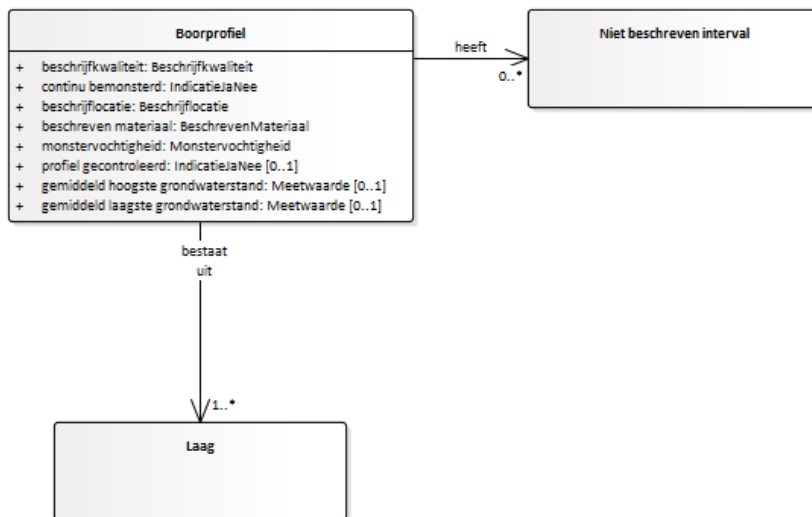 Boorprofiel
+ beschrijfkwaliteit: Beschrijfkwaliteit
+ continu bemonsterd: IndicatieJaNee
+ beschrijflocatie: Beschrijflocatie
+ beschreven materiaal: BeschrevenMateriaal
+ monstervochtigheid: Monstervochtigheid
+ profiel gecontroleerd: IndicatieJaNee [0..1]
+ gemiddeld hoogste grondwaterstand: Meetwaarde [0..1]
+ gemiddeld laagste grondwaterstand: Meetwaarde [0..1]
heeft
0..*
Niet beschreven interval
bestaat
uit
1..*
Laag